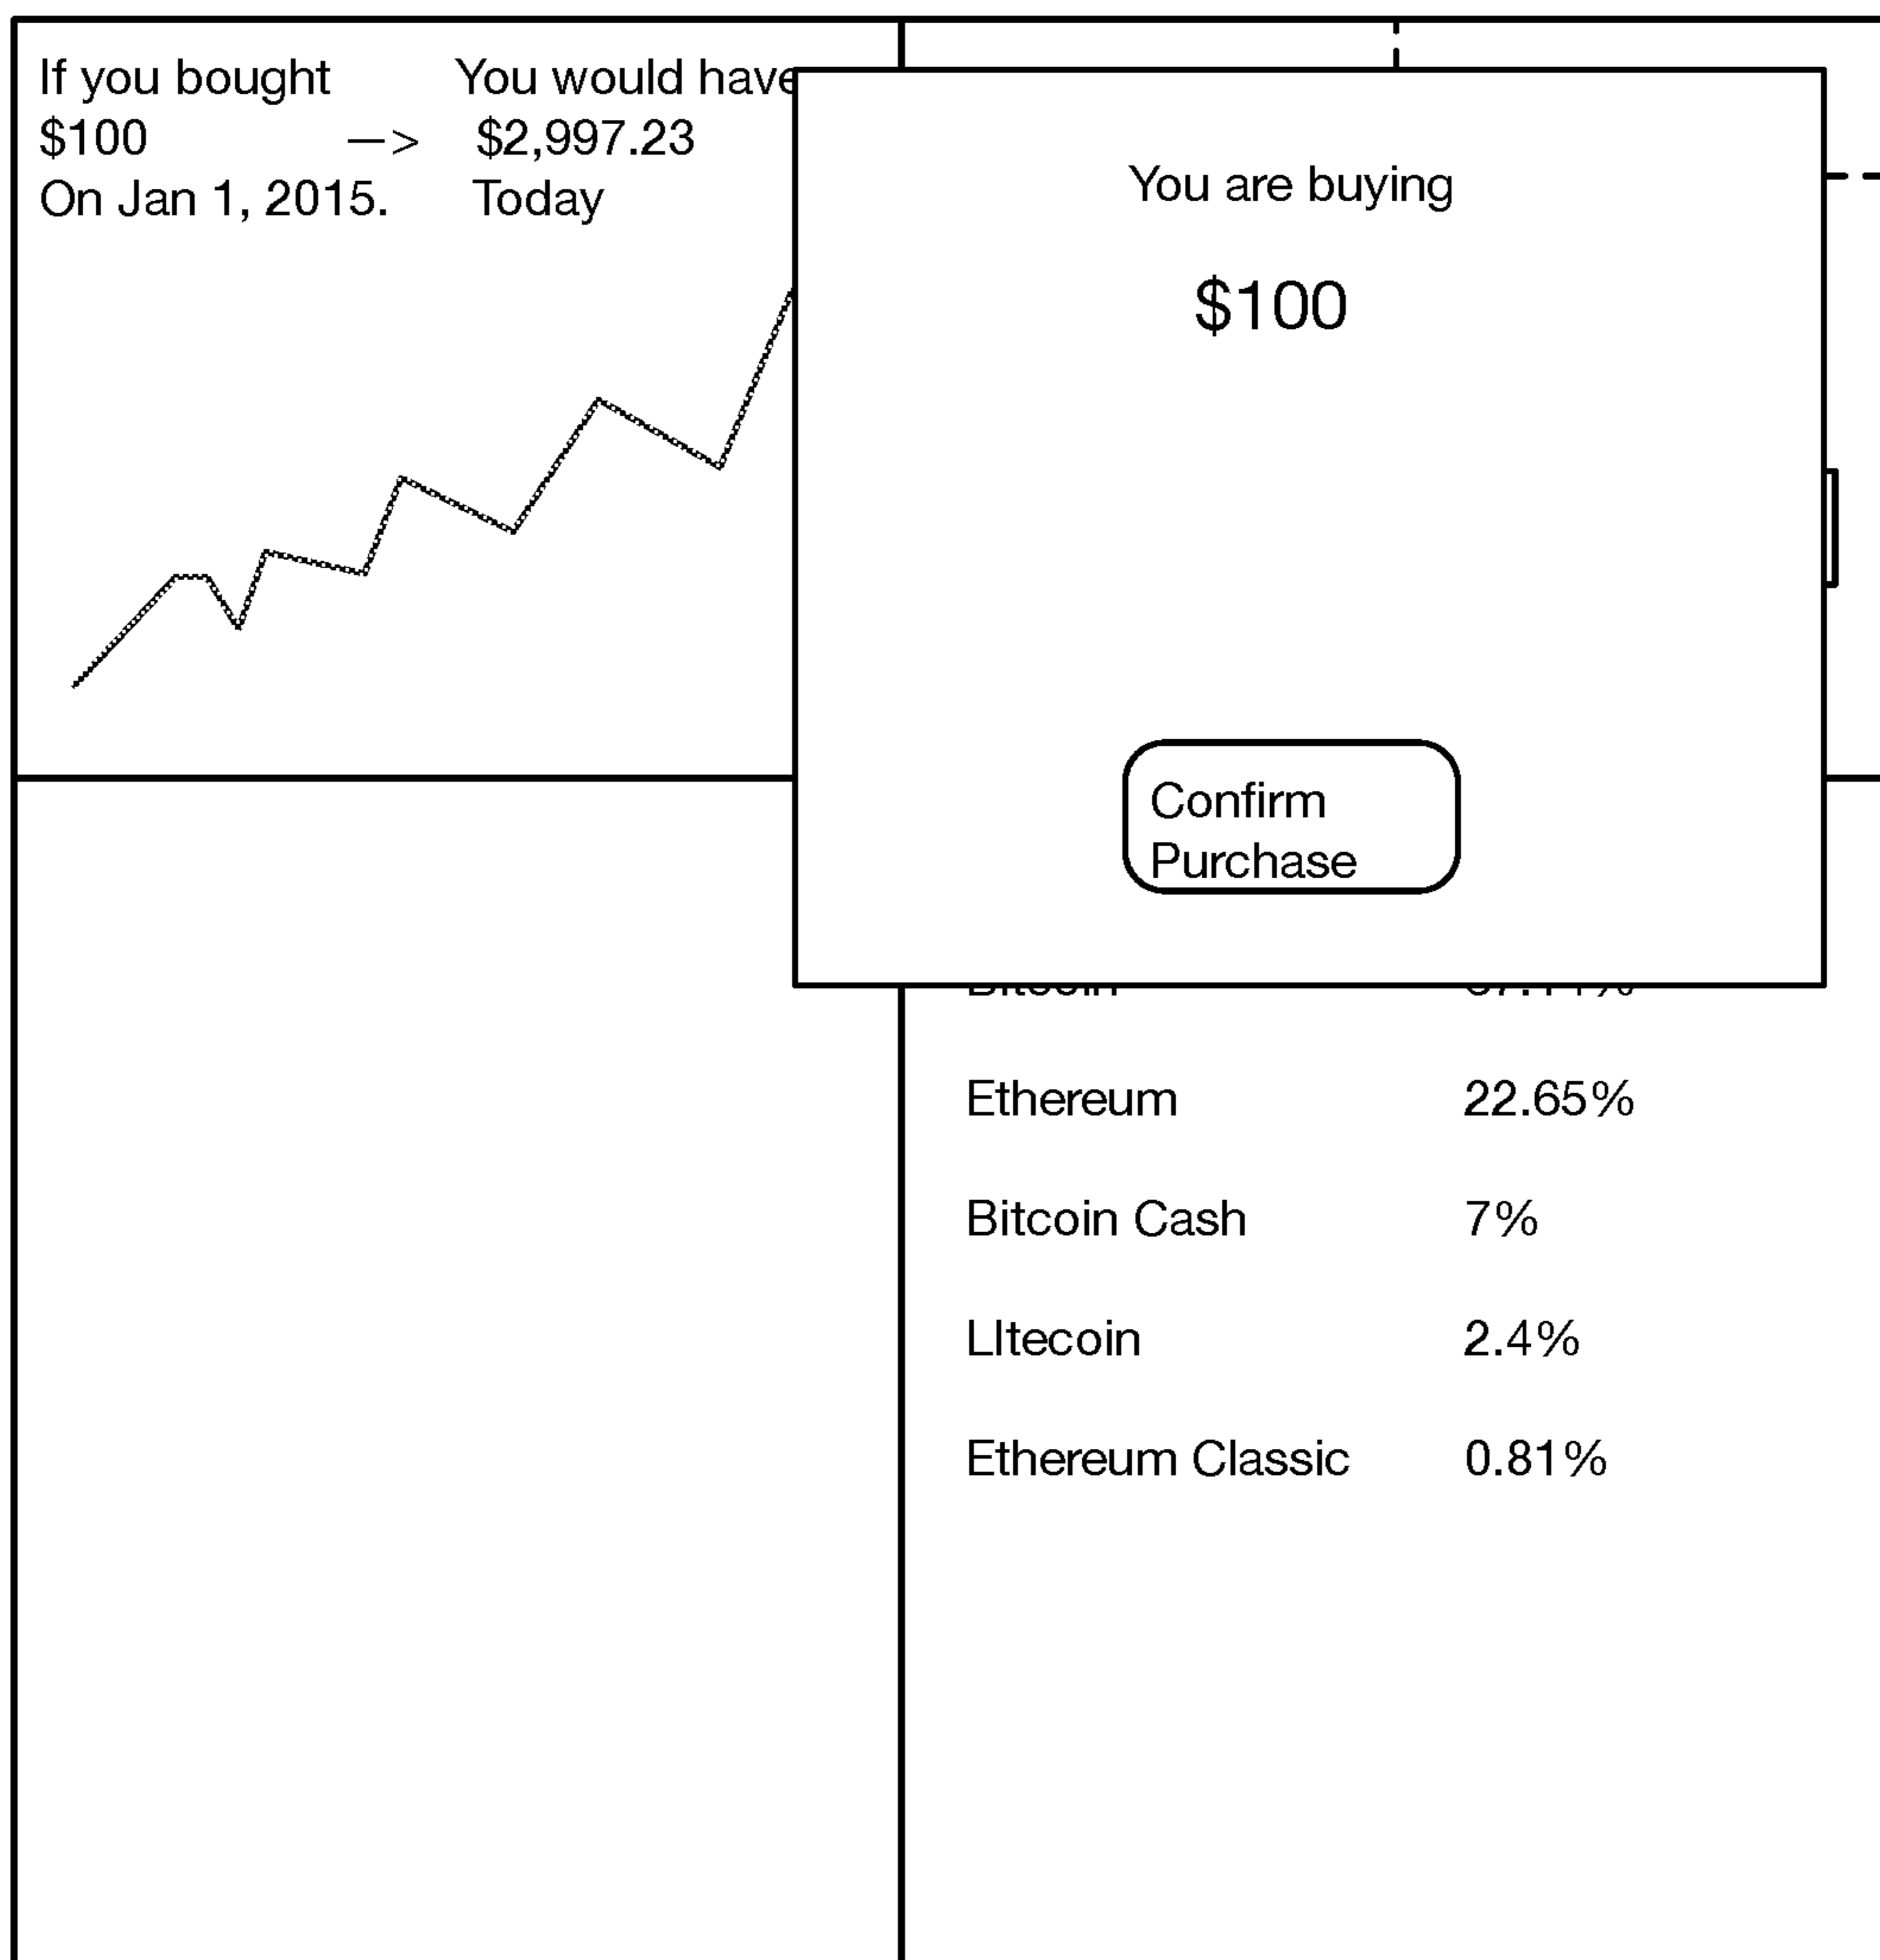 If you bought You would have
$100 —> $2,997.23
On Jan 1, 2015. Today
You are buying
$100
Confirm
Purchase
Ethereum 22.65%
Bitcoin Cash 7%
LItecoin 2.4%
Ethereum Classic 0.81%